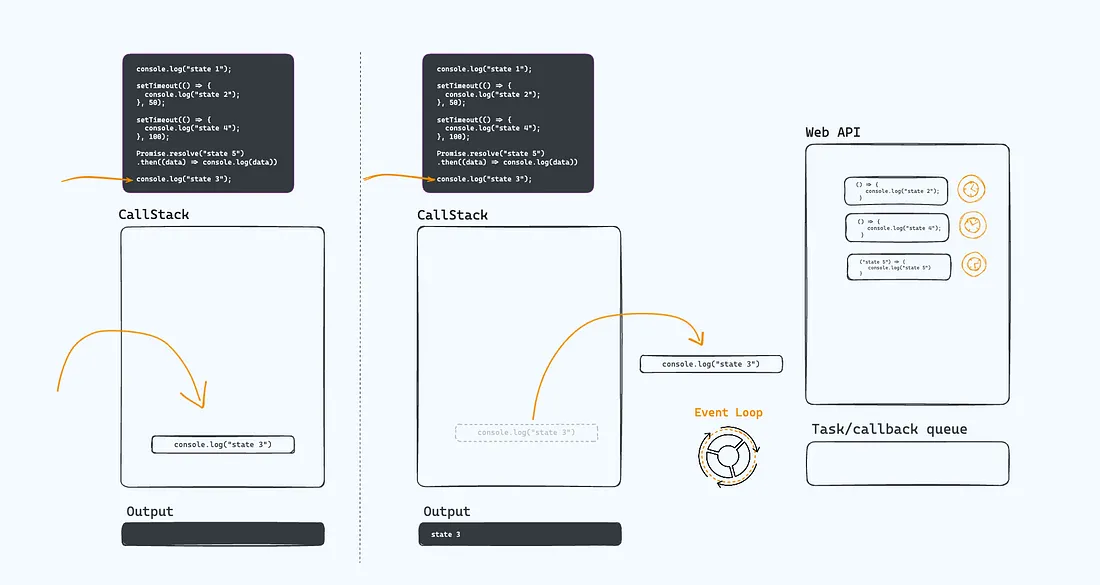 console.log("state 1");
setTimeout(() => {
console.log("state 2");
}, 50);
setTimeout(() => {
console.log("state 4");
}, 100);
Promise.resolve("state 5")
.then((data) => console.log(data))
console.log("state 3");
CallStack
console.log("state 3")
Output
console.log("state 1");
setTimeout(() => {
console.log("state 2");
}, 50);
setTimeout(() => {
console.log("state 4");
}, 100);
Promise.resolve("state 5")
.then((data) => console.log(data))
console.log("state 3");
CallStack
console.log("state 3")
Output
state 3
console.log("state 3")
Event Loop
Web API
() => {
console.log("state 2");
}
() => {
console.log("state 4");
}
("state 5") => {
console.log("state 5")
}
Task/callback queue